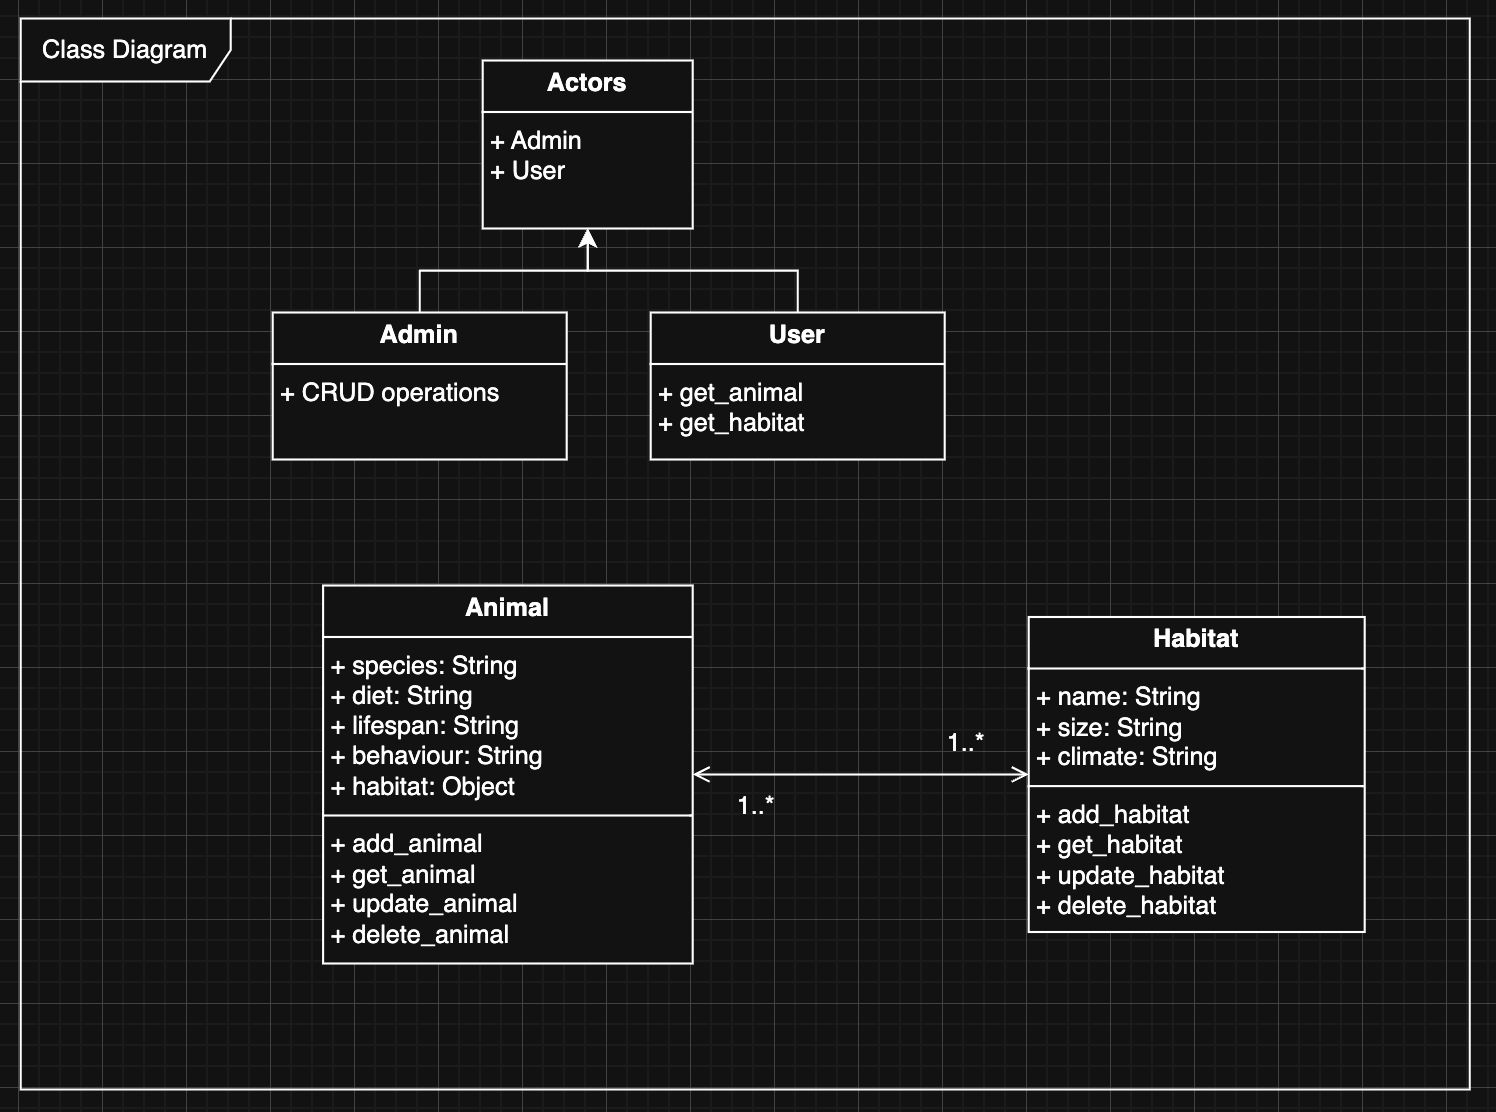 Class Diagram
Actors
+ Admin
+ User
Admin
+ CRUD operations
User
+ get_animal
+ get_habitat
Animal
+ species: String
+ diet: String
+ lifespan: String
+ behaviour: String
+ habitat: Object
+ add_animal
+ get_animal
+ update_animal
+ delete_animal
1..*
1..*
Habitat
+ name: String
+ size: String
+ climate: String
+ add_habitat
+ get_habitat
+ update_habitat
+ delete_habitat